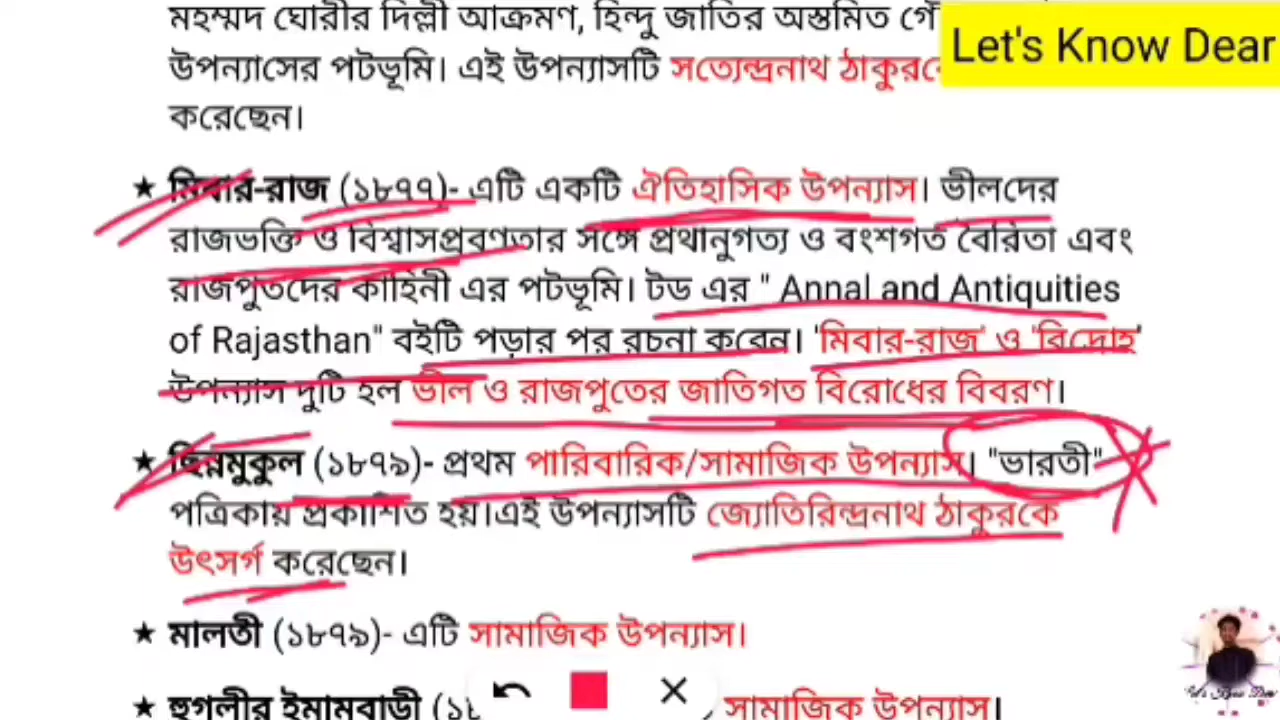 মহম্মদ ঘোরীর দিল্লী আক্রমণ, হিন্দু জাতির অস্তমিত
Let's Know Dear
উপন্যাসের পটভূমি। এই উপন্যাসটি সত্যেন্দ্রনাথ ঠাকুরকে
করেছেন।
★ মিবার-রাজ (১৮৭৭)- এটি একটি ঐতিহাসিক উপন্যাস। ভীলদের
রাজভক্তি ও বিশ্বাসপ্রবণতার সঙ্গে প্রথানুগত্য ও বংশগত বৈরিতা এবং
রাজপুতদের কাহিনী এর পটভূমি। টড এর " Annal and Antiquities
of Rajasthan" বইটি পড়ার পর রচনা করেন। 'মিবার-রাজ' ও 'বিদ্রোহ'
উপন্যাস দুটি হল ভীল ও রাজপুতের জাতিগত বিরোধের বিবরণ।
★ ছিন্নমুকুল (১৮৭৯)- প্রথম পারিবারিক/সামাজিক উপন্যাস। "ভারতী"
পত্রিকায় প্রকাশিত হয়।এই উপন্যাসটি জ্যোতিরিন্দ্রনাথ ঠাকুরকে
উৎসর্গ করেছেন।
★ মালতী (১৮৭৯)- এটি সামাজিক উপন্যাস।
★ হুগলীর ইমামবাড়ী সামাজিক উপন্যাস।